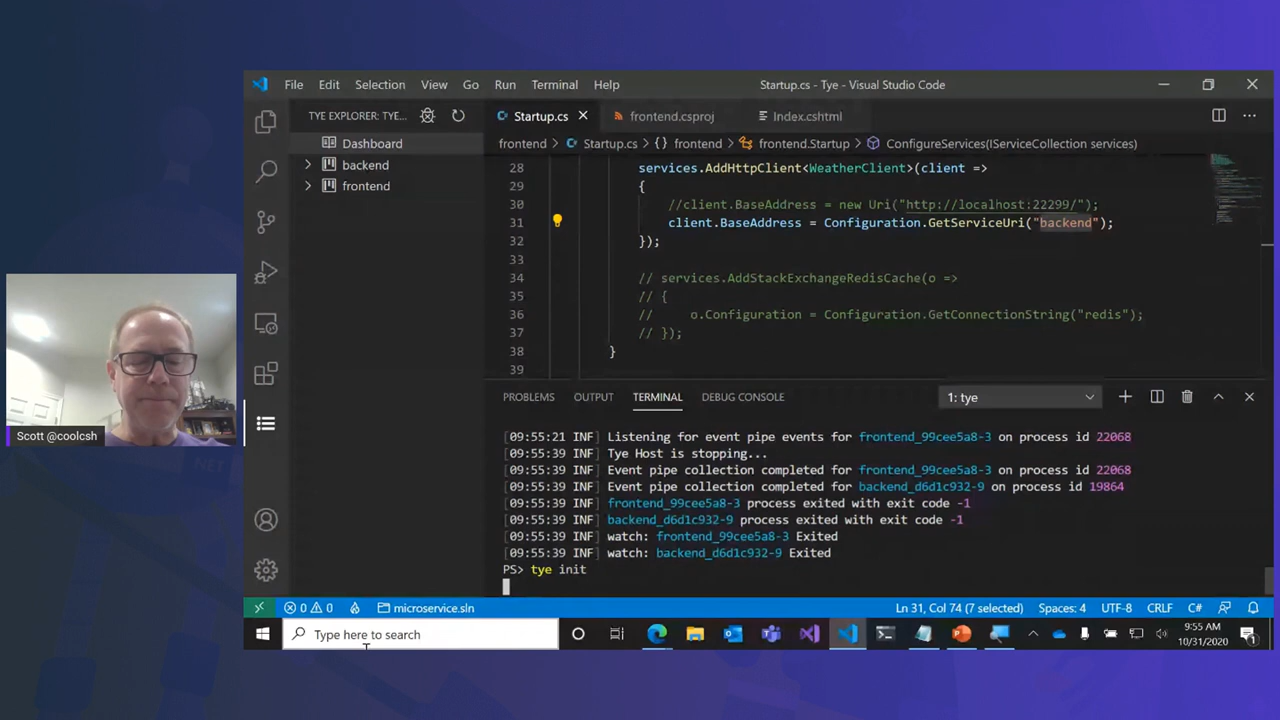 File Edit Selection View Go Run Terminal Help
Startup.cs - Tye - Visual Studio Code
TYE EXPLORER: TYE...
Startup.cs
frontend.csproj
Index.cshtml
Dashboard
backend
frontend
frontend > Startup.cs > {} frontend > frontend.Startup > ConfigureServices(IServiceCollection services)
28 services.AddHttpClient<WeatherClient>(client =>
29 {
30 //client.BaseAddress = new Uri("http://localhost:22299/");
31 client.BaseAddress = Configuration.GetServiceUri("backend");
32 });
33
34 // services.AddStackExchangeRedisCache(o =>
35 // {
36 // o.Configuration = Configuration.GetConnectionString("redis");
37 // });
38 }
39
PROBLEMS OUTPUT TERMINAL DEBUG CONSOLE
1: tye
[09:55:21 INF] Listening for event pipe events for frontend_99cee5a8-3 on process id 22068
[09:55:39 INF] Tye Host is stopping...
[09:55:39 INF] Event pipe collection completed for frontend_99cee5a8-3 on process id 22068
[09:55:39 INF] Event pipe collection completed for backend_d6d1c932-9 on process id 19864
[09:55:39 INF] frontend_99cee5a8-3 process exited with exit code -1
[09:55:39 INF] backend_d6d1c932-9 process exited with exit code -1
[09:55:39 INF] watch: frontend_99cee5a8-3 Exited
[09:55:39 INF] watch: backend_d6d1c932-9 Exited
PS> tye init
Scott @coolcsh
.NET
0 0 microservice.sln
Ln 31, Col 74 (7 selected) Spaces: 4 UTF-8 CRLF C#
Type here to search
9:55 AM
10/31/2020
1